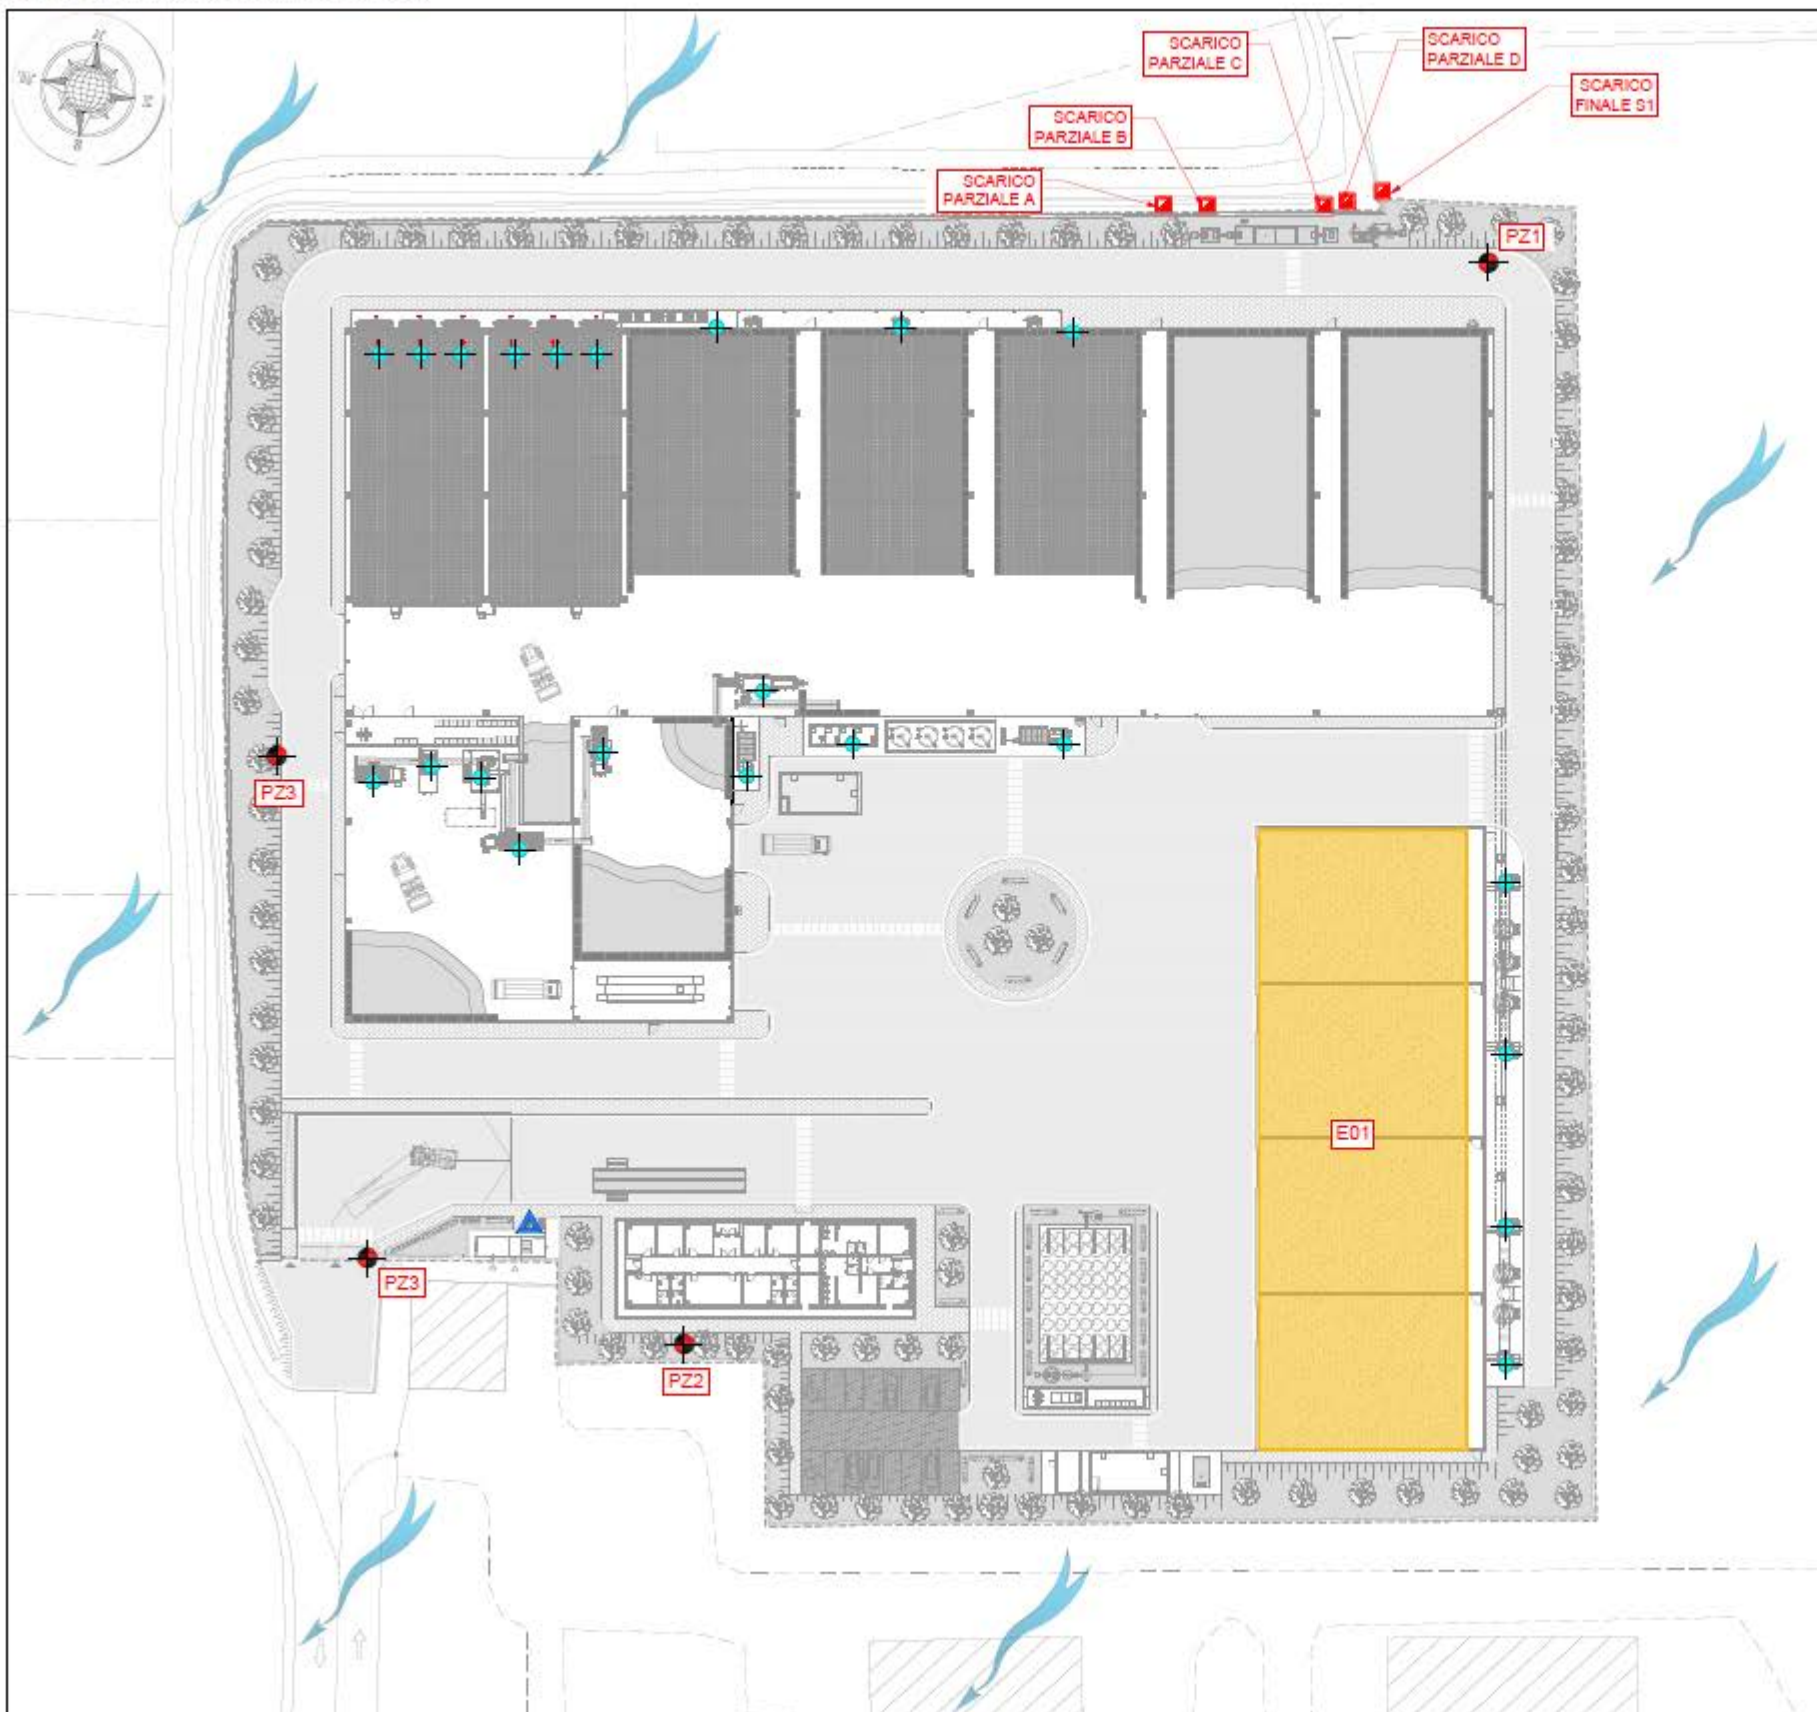 SCARICO
PARZIALE C
SCARICO
PARZIALE D
SCARICO
FINALE S1
SCARICO
PARZIALE B
SCARICO
PARZIALE A
PZ1
PZ3
E01
PZ3
PZ2